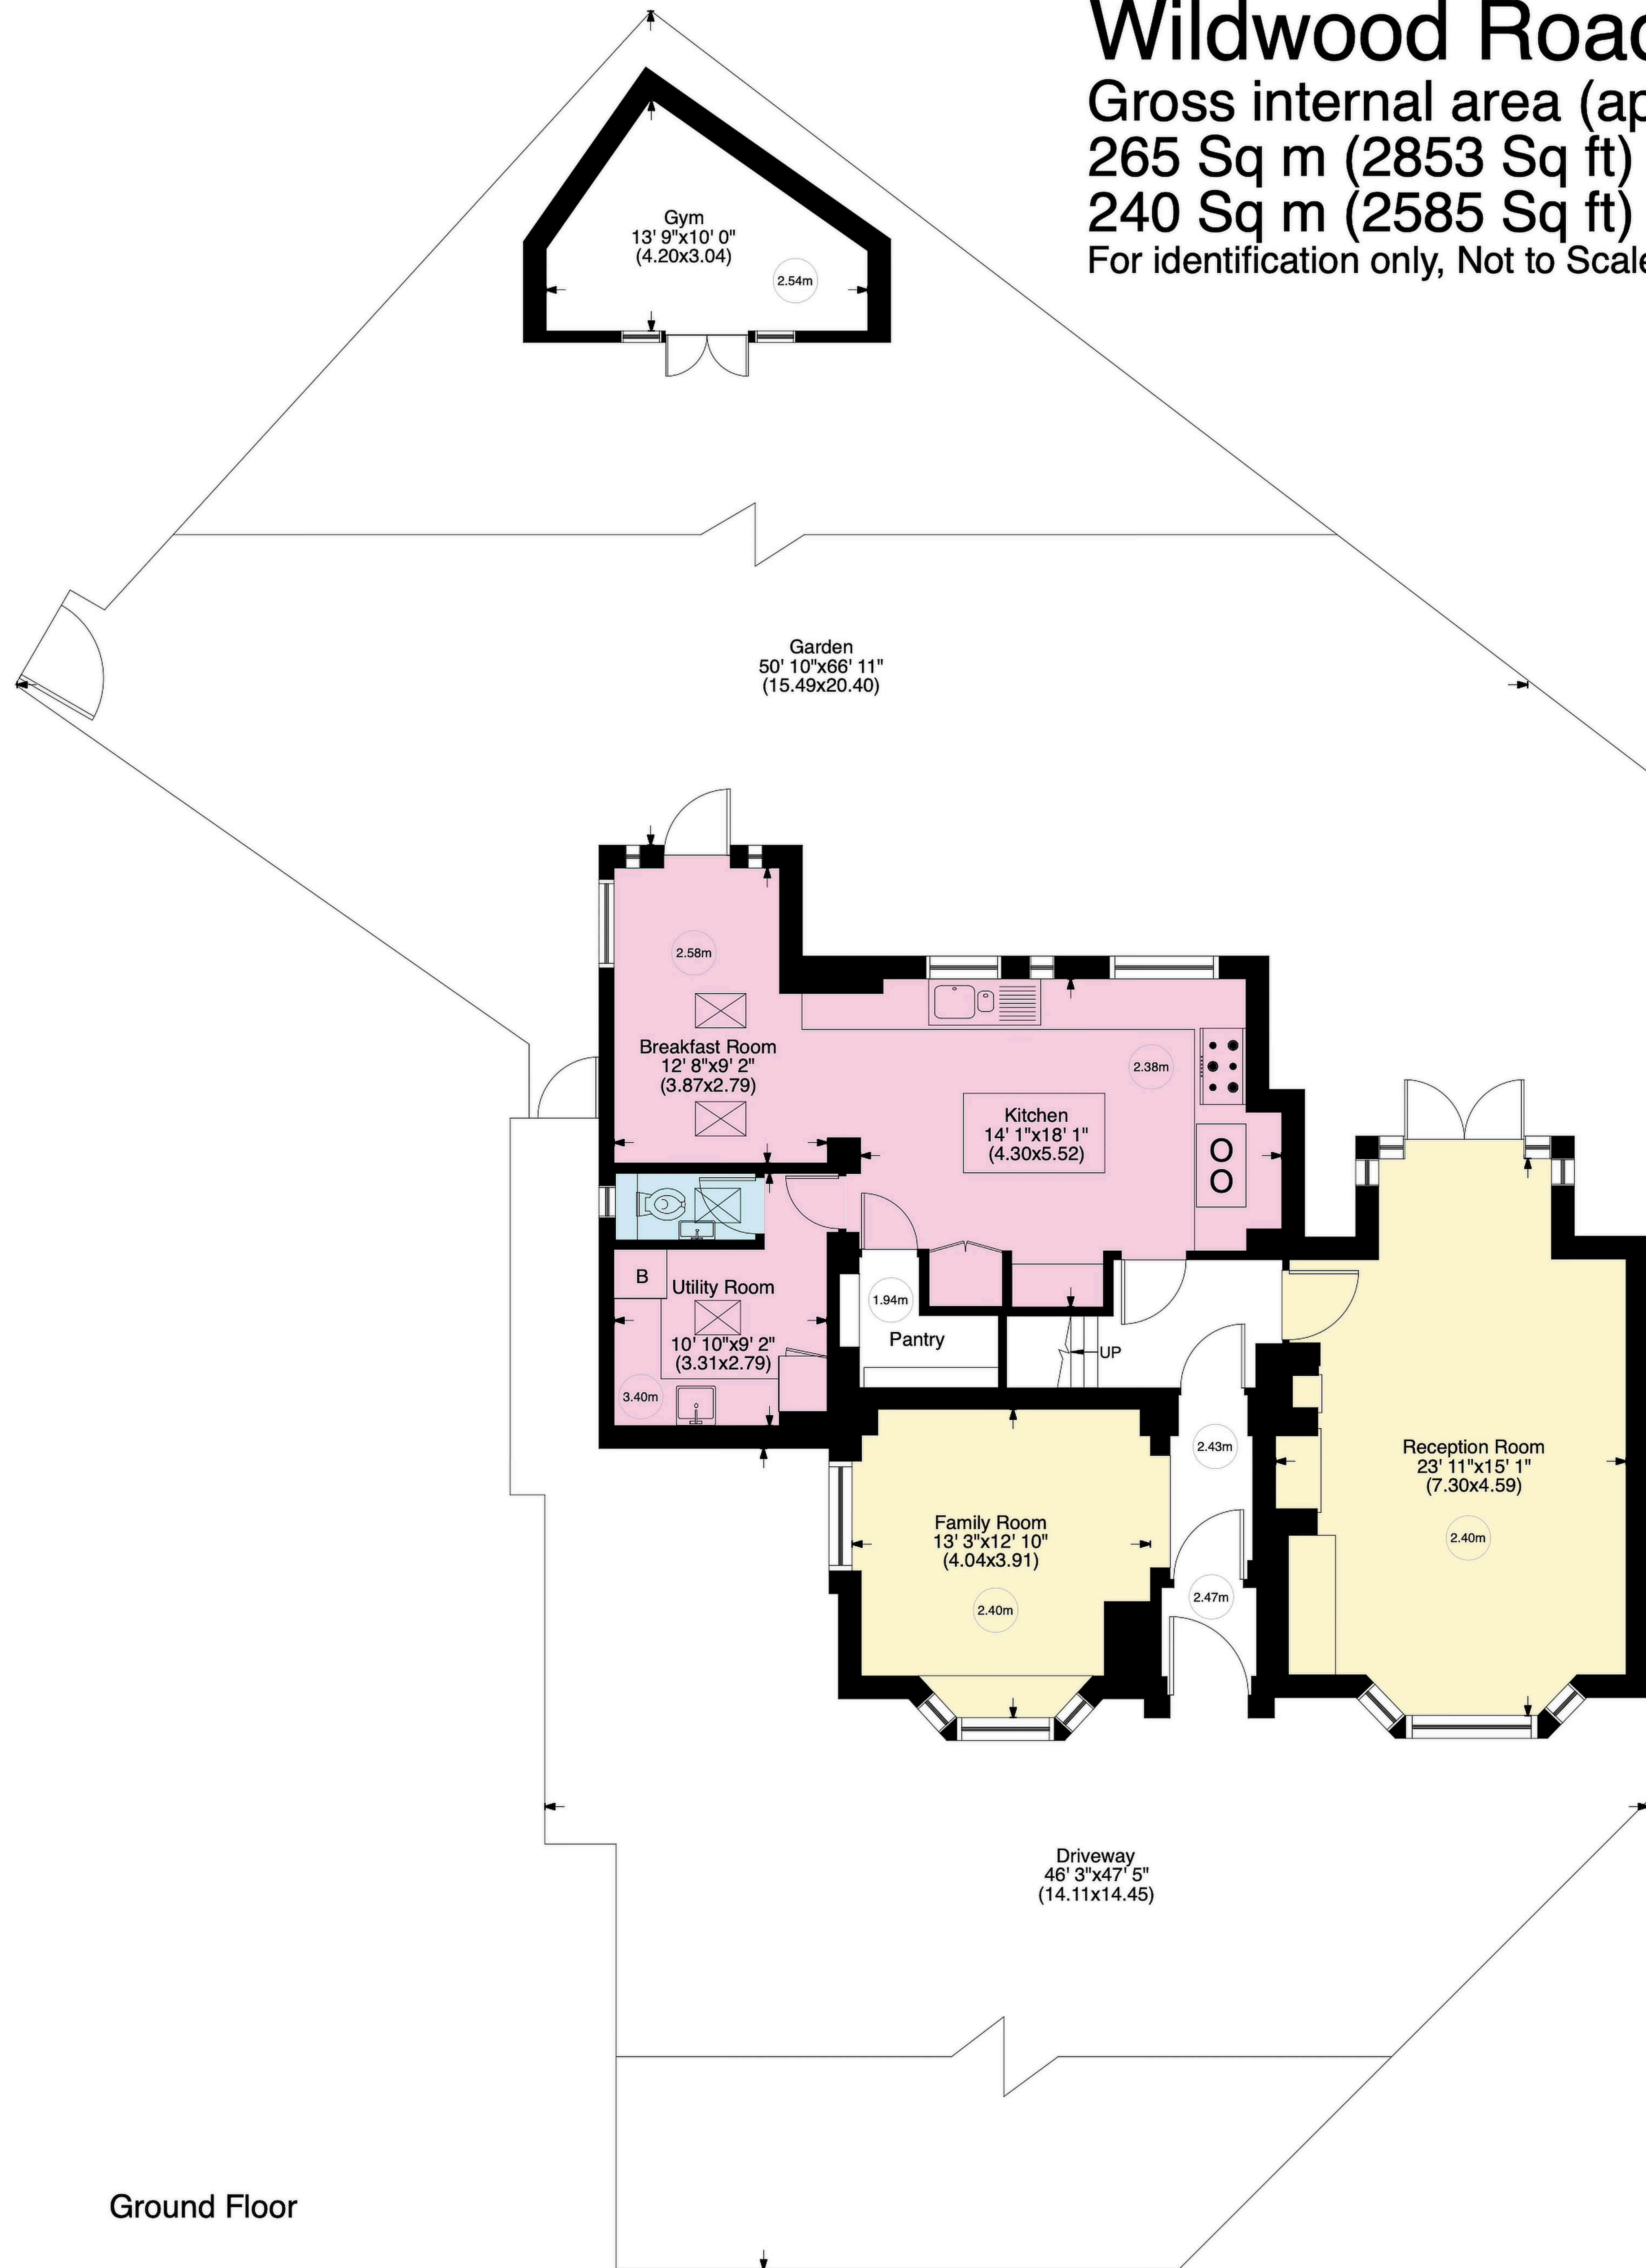 Wildwood Road
Gross internal area (ap
265 Sq m (2853 Sq ft)
240 Sq m (2585 Sq ft)
For identification only, Not to Scale
Gym
13' 9"x10' 0"
(4.20x3.04)
2.54m
Garden
50' 10"x66' 11"
(15.49x20.40)
2.58m
Breakfast Room
12' 8"x9' 2"
(3.87x2.79)
2.38m
Kitchen
14' 1"x18' 1"
(4.30x5.52)
B
Utility Room
10' 10"x9' 2"
(3.31x2.79)
3.40m
1.94m
Pantry
UP
2.43m
Reception Room
23' 11"x15' 1"
(7.30x4.59)
2.40m
Family Room
13' 3"x12' 10"
(4.04x3.91)
2.40m
2.47m
Driveway
46' 3"x47' 5"
(14.11x14.45)
Ground Floor